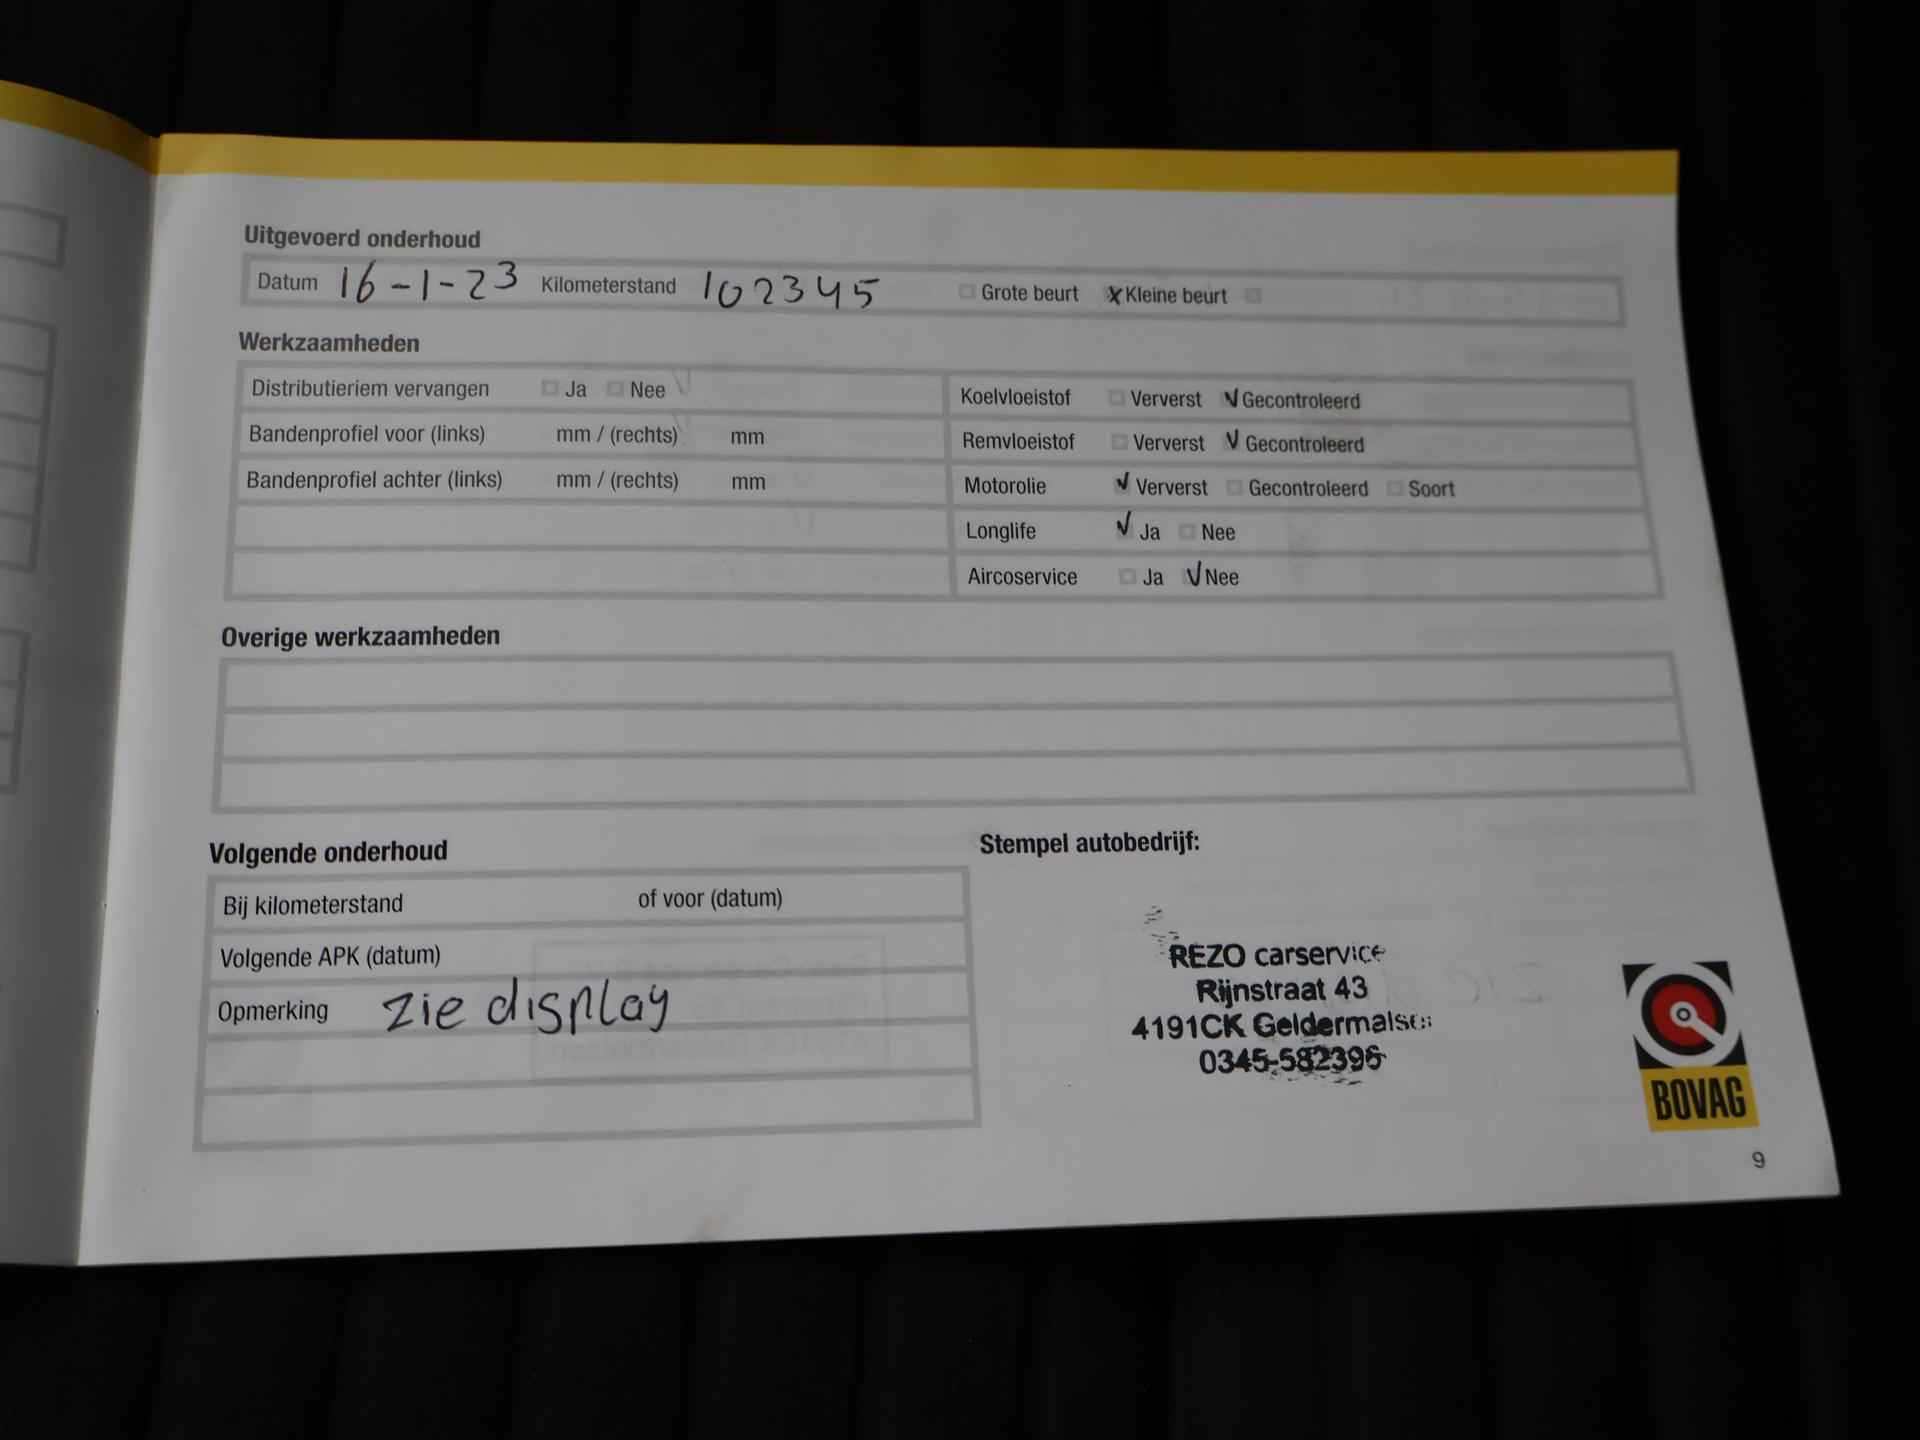 Uitgevoerd onderhoud
Datum 16-1-23 Kilometerstand 102345 Grote beurt x Kleine beurt
Werkzaamheden
Distributieriem vervangen Ja Nee
Bandenprofiel voor (links) mm / (rechts) mm
Bandenprofiel achter (links) mm / (rechts) mm
Koelvloeistof Ververst ✓ Gecontroleerd
Remvloeistof Ververst ✓ Gecontroleerd
Motorolie ✓ Ververst Gecontroleerd Soort
Longlife ✓ Ja Nee
Aircoservice Ja ✓ Nee
Overige werkzaamheden
Volgende onderhoud
Bij kilometerstand of voor (datum)
Volgende APK (datum)
Opmerking zie display
Stempel autobedrijf:
REZO carservice
Rijnstraat 43
4191CK Geldermalsen
0345-582396
BOVAG
9